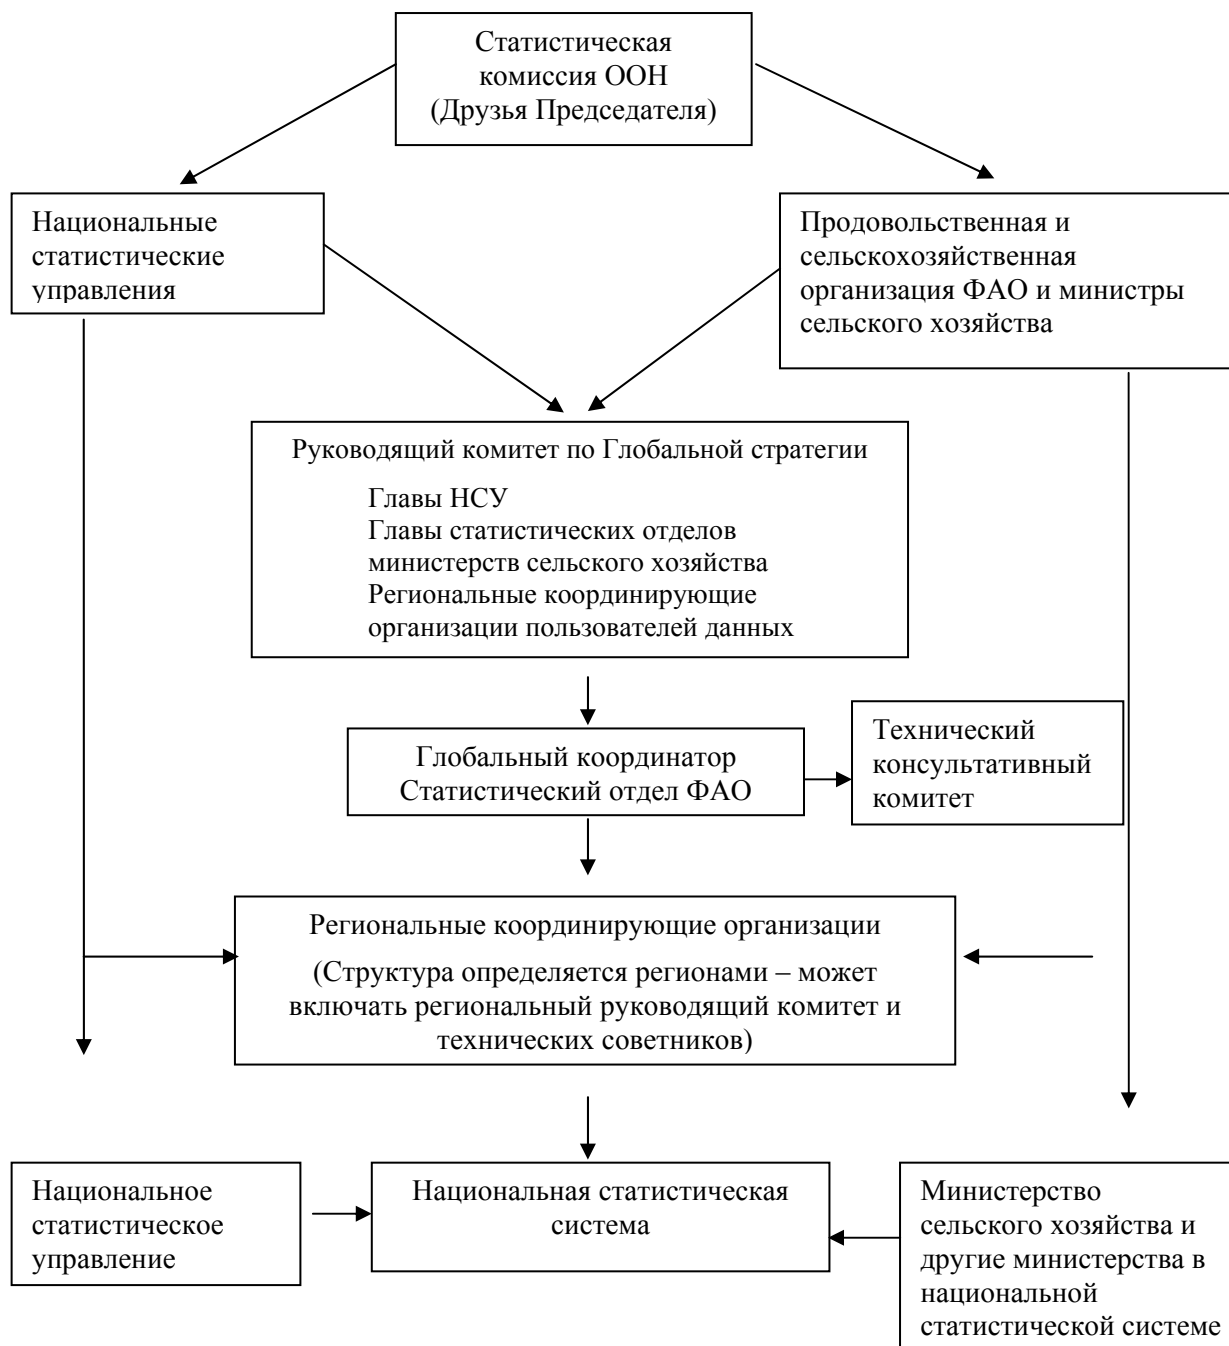 Статистическая
комиссия ООН
(Друзья Председателя)
Национальные
статистические
управления
Продовольственная и
сельскохозяйственная
организация ФАО и министры
сельского хозяйства
Руководящий комитет по Глобальной стратегии
Главы НСУ
Главы статистических отделов
министерств сельского хозяйства
Региональные координирующие
организации пользователей данных
Глобальный координатор
Статистический отдел ФАО
Технический
консультативный
комитет
Региональные координирующие организации
(Структура определяется регионами – может
включать региональный руководящий комитет и
технических советников)
Национальное
статистическое
управление
Национальная статистическая
система
Министерство
сельского хозяйства и
другие министерства в
национальной
статистической системе